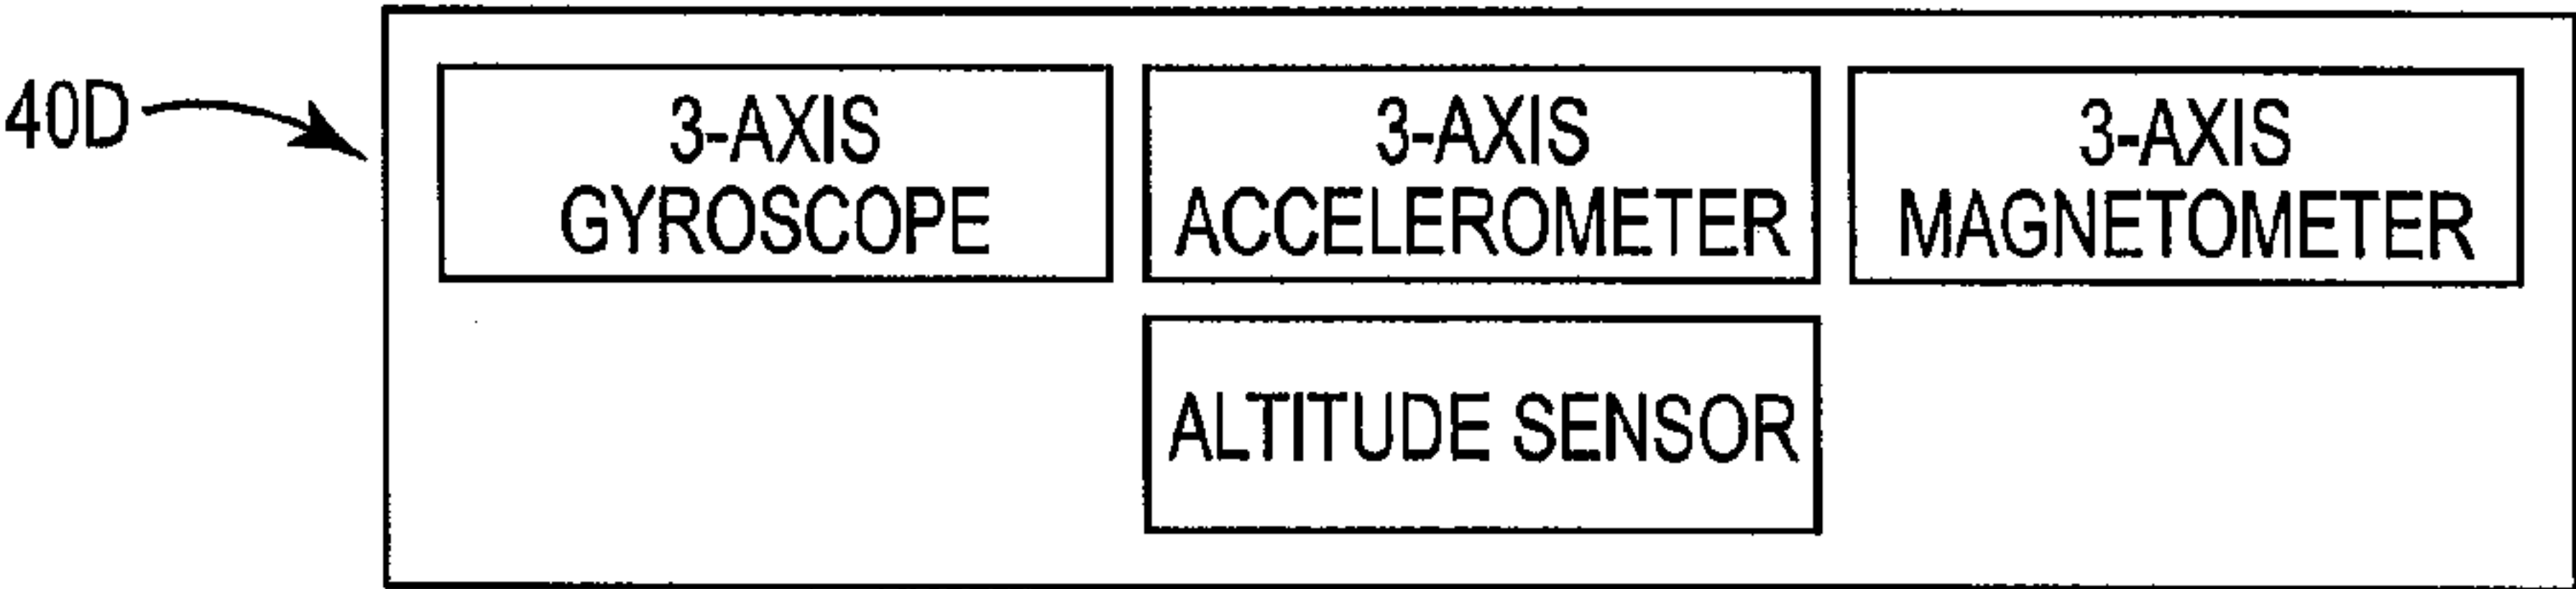 40D
3-AXIS
GYROSCOPE
3-AXIS
ACCELEROMETER
3-AXIS
MAGNETOMETER
ALTITUDE SENSOR